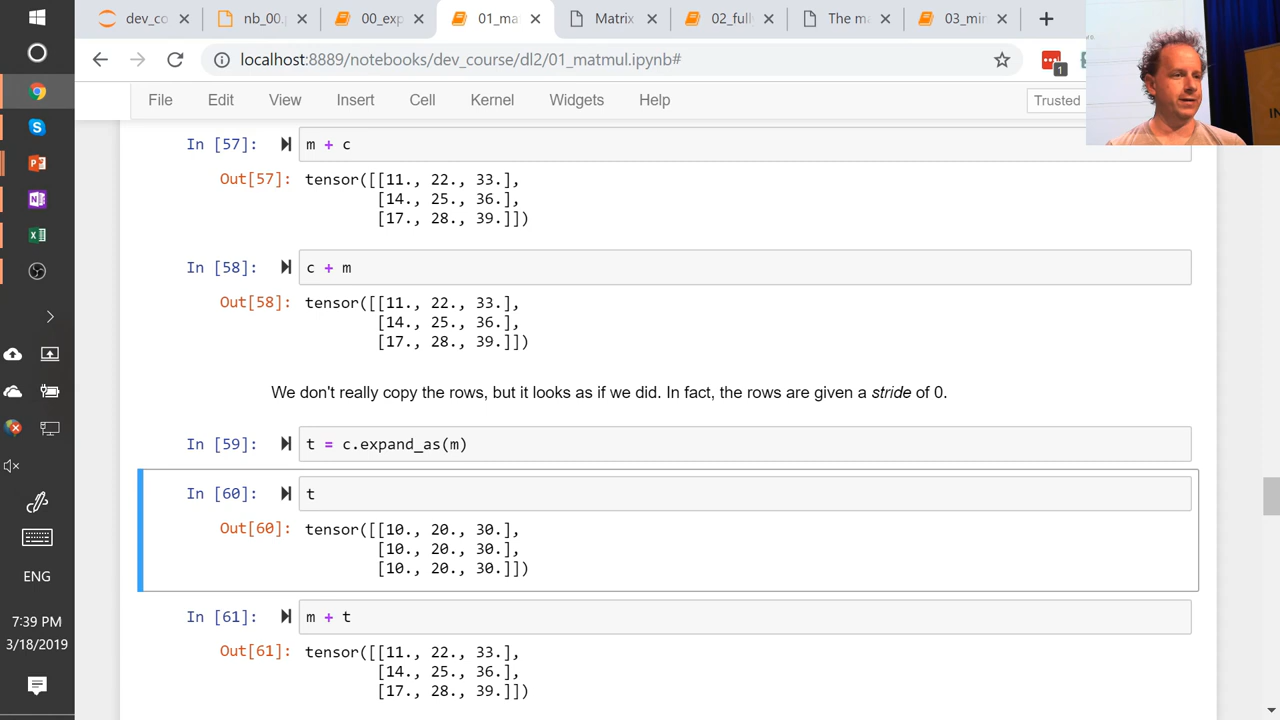 dev_co
nb_00.
00_exp
01_ma
Matrix
02_fully
The ma
03_min
localhost:8889/notebooks/dev_course/dl2/01_matmul.ipynb#
1
File Edit View Insert Cell Kernel Widgets Help
Trusted
In [57]: m + c
Out[57]: tensor([[11., 22., 33.],
[14., 25., 36.],
[17., 28., 39.]])
In [58]: c + m
Out[58]: tensor([[11., 22., 33.],
[14., 25., 36.],
[17., 28., 39.]])
We don't really copy the rows, but it looks as if we did. In fact, the rows are given a stride of 0.
In [59]: t = c.expand_as(m)
In [60]: t
Out[60]: tensor([[10., 20., 30.],
[10., 20., 30.],
[10., 20., 30.]])
In [61]: m + t
Out[61]: tensor([[11., 22., 33.],
[14., 25., 36.],
[17., 28., 39.]])
ENG
7:39 PM
3/18/2019